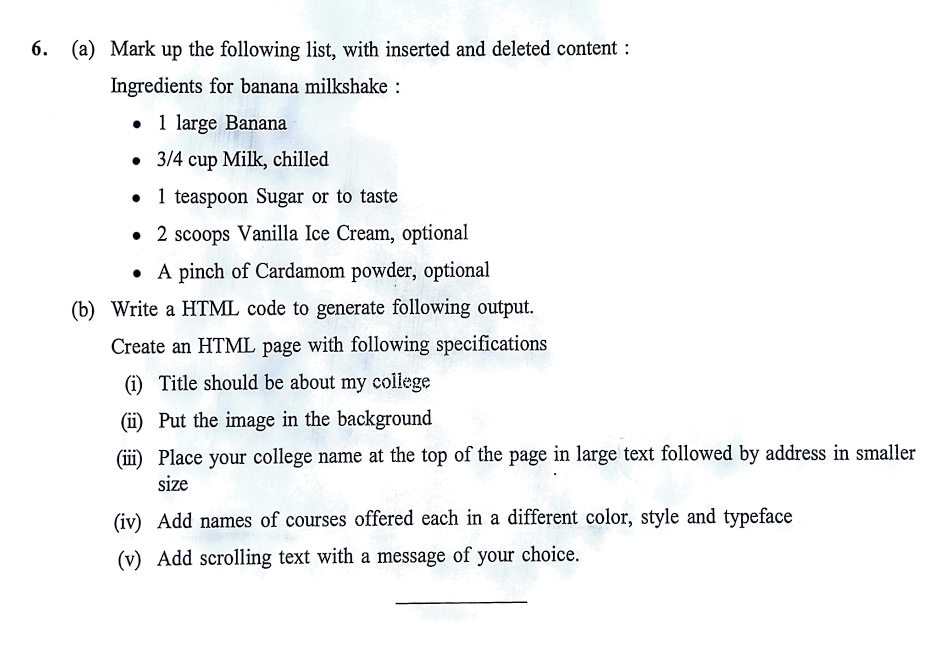 6. (a) Mark up the following list, with inserted and deleted content :
Ingredients for banana milkshake :
• 1 large Banana
• 3/4 cup Milk, chilled
• 1 teaspoon Sugar or to taste
• 2 scoops Vanilla Ice Cream, optional
• A pinch of Cardamom powder, optional
(b) Write a HTML code to generate following output.
Create an HTML page with following specifications
(i) Title should be about my college
(ii) Put the image in the background
(iii) Place your college name at the top of the page in large text followed by address in smaller
size
(iv) Add names of courses offered each in a different color, style and typeface
(v) Add scrolling text with a message of your choice.